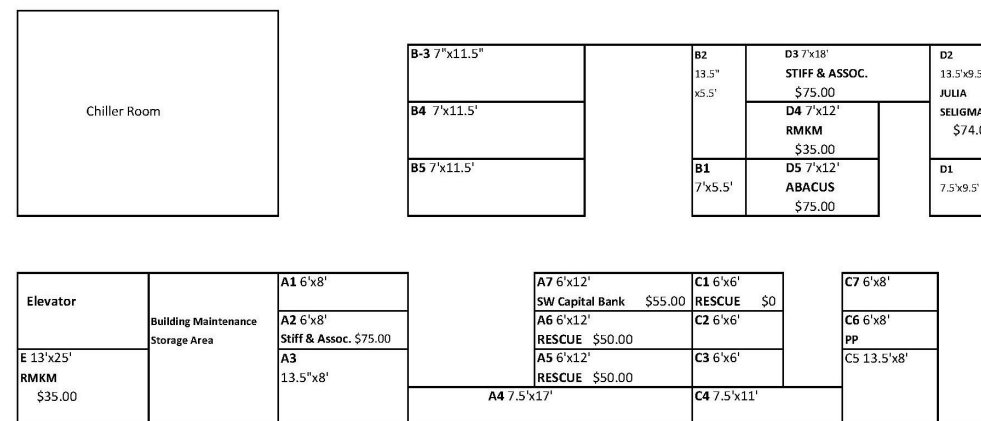 Chiller Room
B-3 7"x11.5"
B4 7'x11.5'
B5 7'x11.5'
B2
13.5"
x5.5'
B1
7'x5.5'
D3 7'x18'
STIFF & ASSOC.
$75.00
D4 7'x12'
RMKM
$35.00
D5 7'x12'
ABACUS
$75.00
D2
13.5'x9.5
JULIA
SELIGMA
$74.0
D1
7.5'x9.5'
Elevator
E 13'x25'
RMKM
$35.00
Building Maintenance
Storage Area
A1 6'x8'
A2 6'x8'
Stiff & Assoc. $75.00
A3
13.5"x8'
A7 6'x12'
SW Capital Bank $55.00
A6 6'x12'
RESCUE $50.00
A5 6'x12'
RESCUE $50.00
A4 7.5'x17'
C1 6'x6'
RESCUE $0
C2 6'x6'
C3 6'x6'
C4 7.5'x11'
C7 6'x8'
C6 6'x8'
PP
C5 13.5'x8'